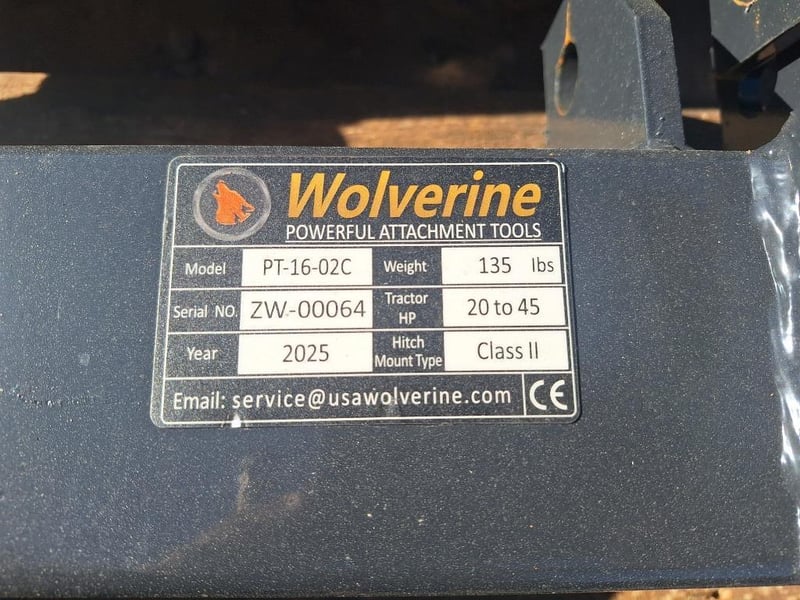 Wolverine
POWERFUL ATTACHMENT TOOLS
Model PT-16-02C Weight 135 lbs
Serial NO. ZW-00064 Tractor HP 20 to 45
Year 2025 Hitch Mount Type Class II
Email: service@usawolverine.com CE